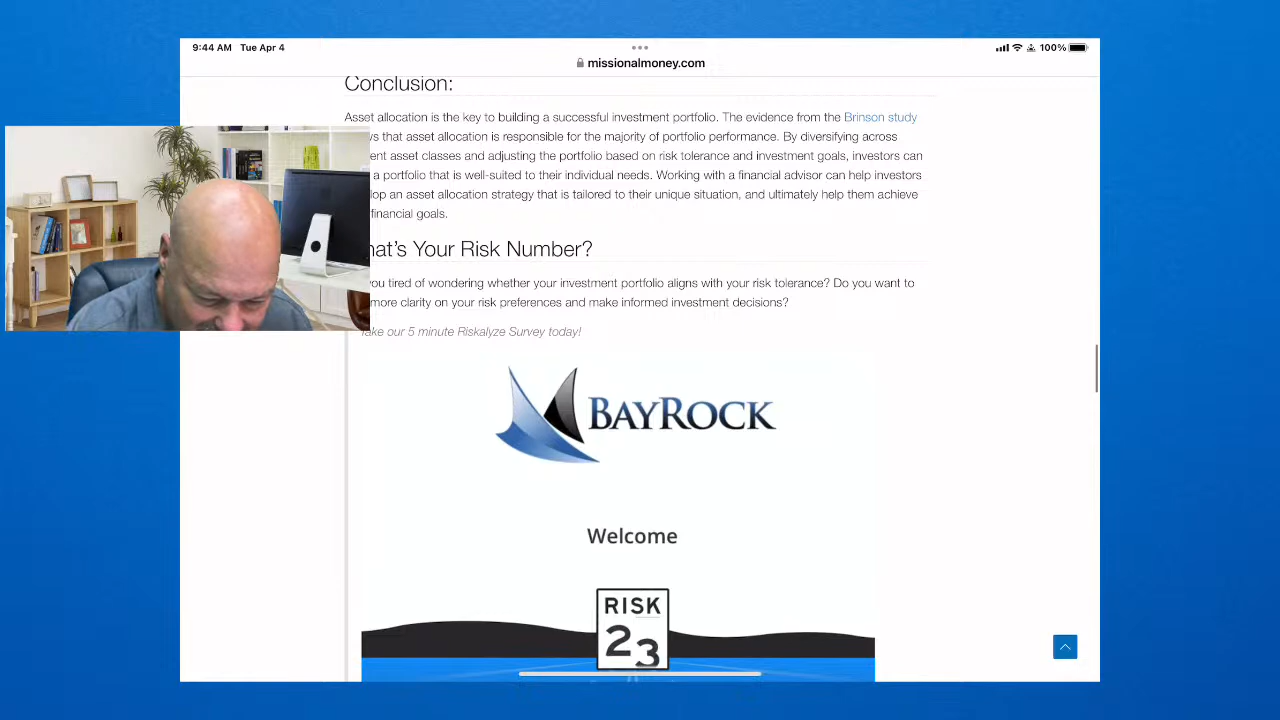 9:44 AM Tue Apr 4
100%
missionalmoney.com
Conclusion:
Asset allocation is the key to building a successful investment portfolio. The evidence from the Brinson study
that asset allocation is responsible for the majority of portfolio performance. By diversifying across
asset classes and adjusting the portfolio based on risk tolerance and investment goals, investors can
a portfolio that is well-suited to their individual needs. Working with a financial advisor can help investors
an asset allocation strategy that is tailored to their unique situation, and ultimately help them achieve
financial goals.
Your Risk Number?
you tired of wondering whether your investment portfolio aligns with your risk tolerance? Do you want to
more clarity on your risk preferences and make informed investment decisions?
Take our 5 minute Riskalyze Survey today!
BAYROCK
Welcome
RISK
23